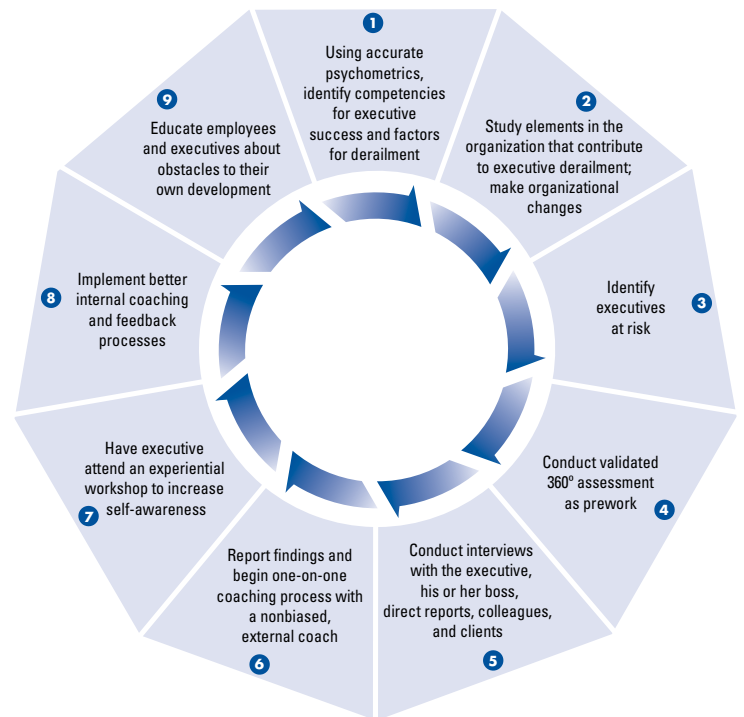 1
Using accurate
psychometrics,
identify competencies
for executive
success and factors
for derailment
2
Study elements in the
organization that contribute
to executive derailment;
make organizational
changes
3
Identify
executives
at risk
4
Conduct validated
360º assessment
as prework
5
Conduct interviews
with the executive,
his or her boss,
direct reports, colleagues,
and clients
6
Report findings and
begin one-on-one
coaching process with
a nonbiased,
external coach
7
Have executive
attend an experiential
workshop to increase
self-awareness
8
Implement better
internal coaching
and feedback
processes
9
Educate employees
and executives about
obstacles to their
own development